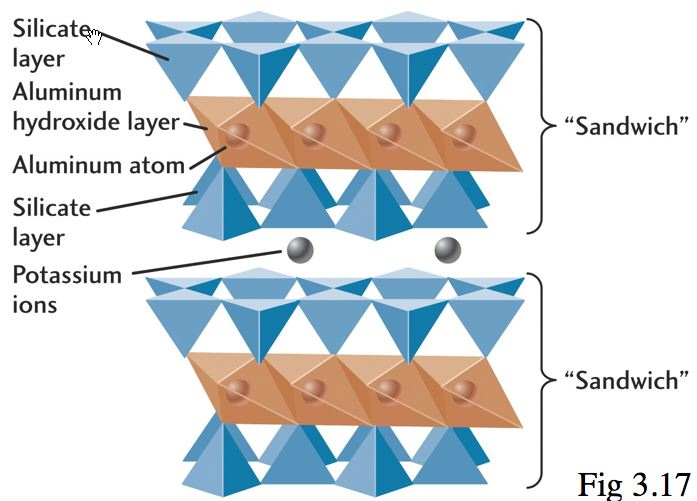 Silicate
layer
Aluminum
hydroxide layer
Aluminum atom
Silicate
layer
Potassium
ions
“Sandwich”
“Sandwich”
Fig 3.17